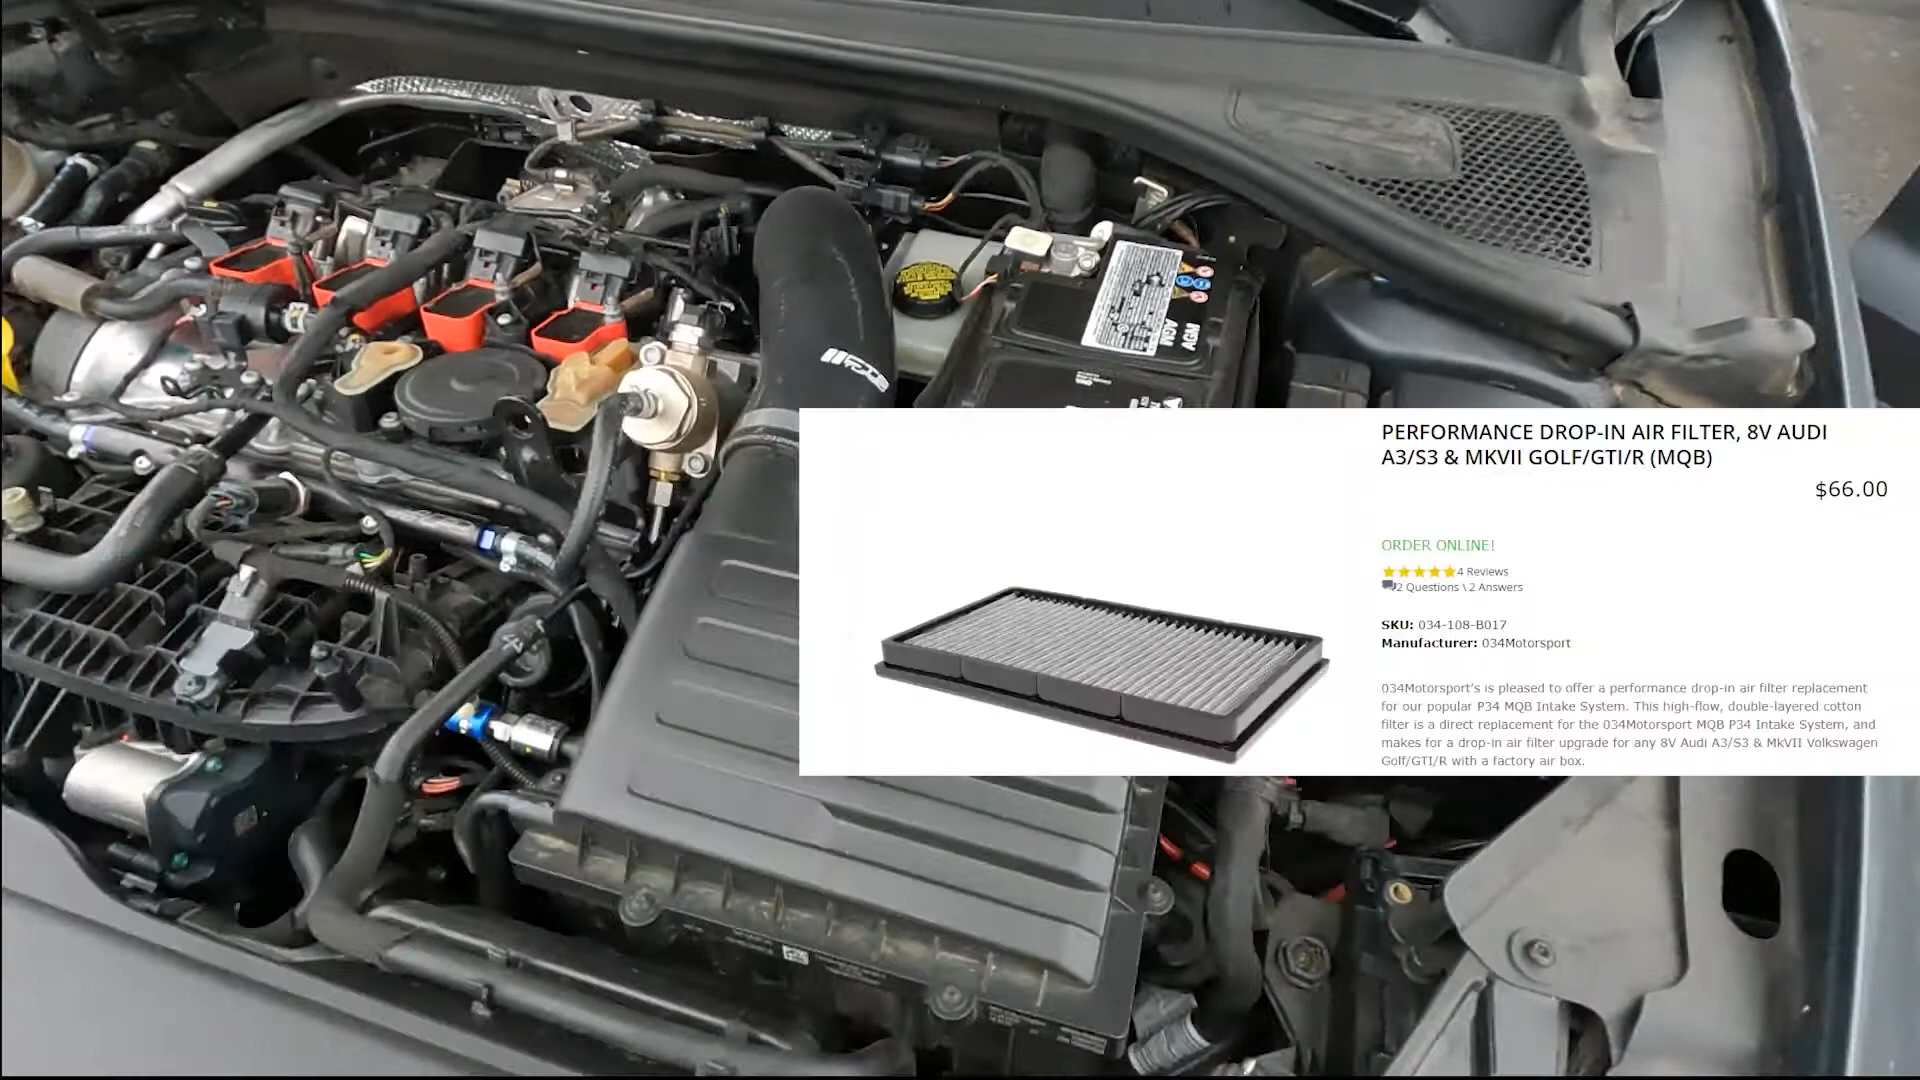 AGM
AGM
PERFORMANCE DROP-IN AIR FILTER, 8V AUDI
A3/S3 & MKVII GOLF/GTI/R (MQB)
$66.00
ORDER ONLINE!
4 Reviews
2 Questions \ 2 Answers
SKU: 034-108-B017
Manufacturer: 034Motorsport
034Motorsport's is pleased to offer a performance drop-in air filter replacement
for our popular P34 MQB Intake System. This high-flow, double-layered cotton
filter is a direct replacement for the 034Motorsport MQB P34 Intake System, and
makes for a drop-in air filter upgrade for any 8V Audi A3/S3 & MkVII Volkswagen
Golf/GTI/R with a factory air box.